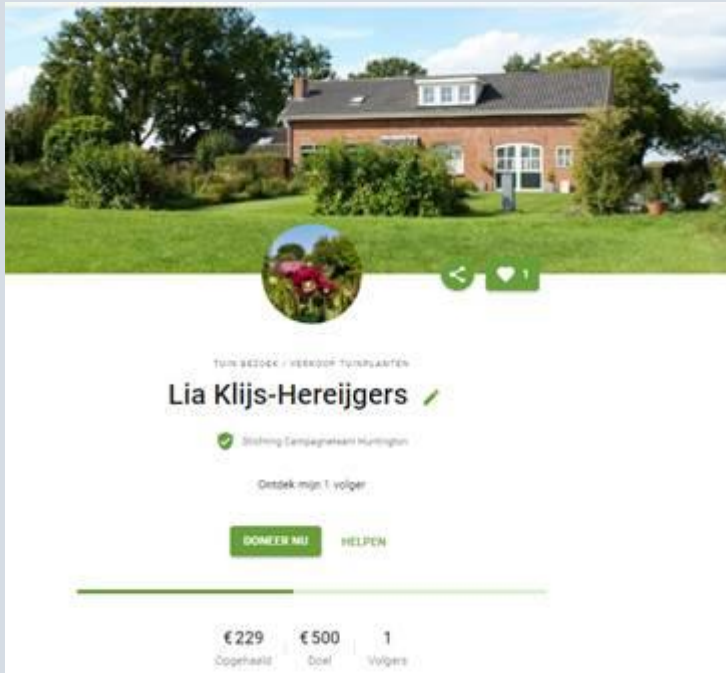 1
TUIN BEZOEK / VERKOOP TUINPLANTEN
Lia Klijs-Hereijgers
Stichting Campagneteam Huntington
Ontdek mijn 1 volger
DONEER NU HELPEN
€229 €500 1
Opgehaald Doel Volgers